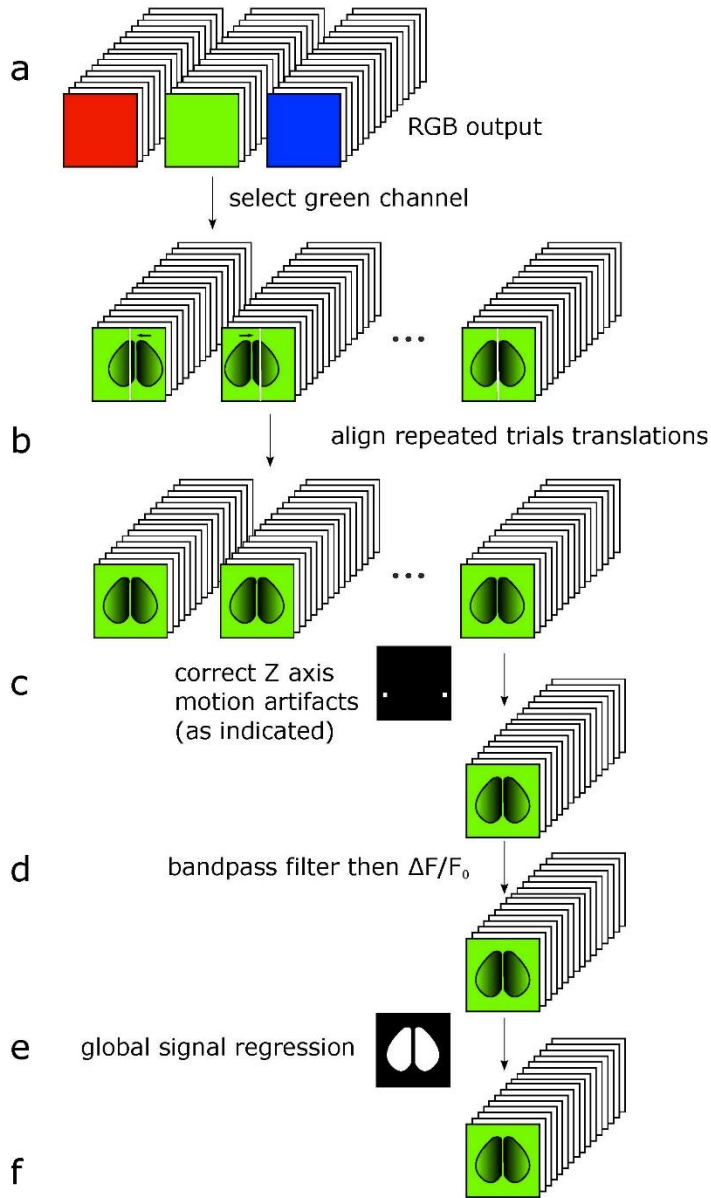 a
RGB output
select green channel
...
b
align repeated trials translations
...
c
correct Z axis
motion artifacts
(as indicated)
d
bandpass filter then ΔF/F₀
e
global signal regression
f